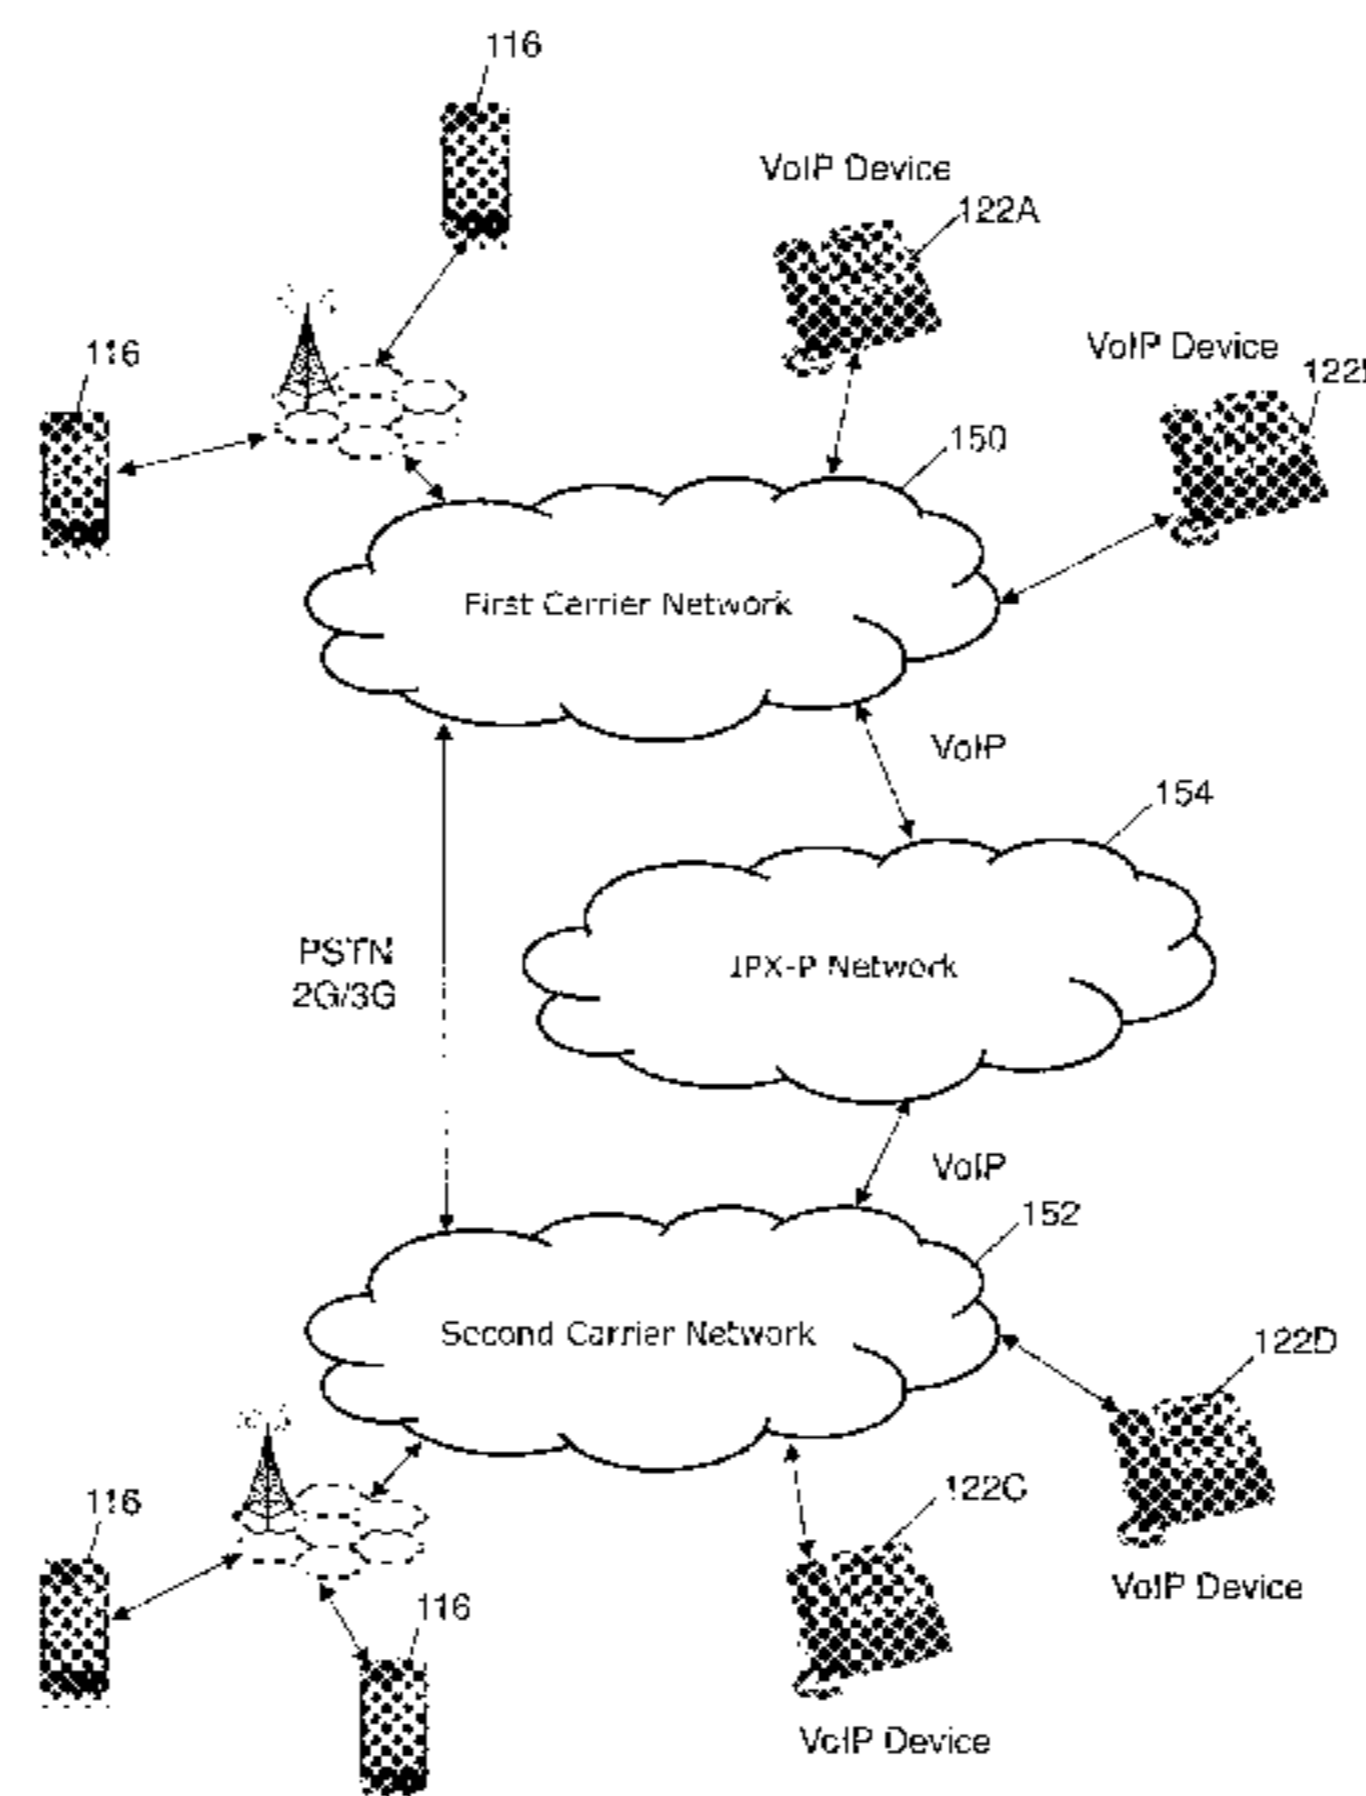 116
VoIP Device
122A
116
VoIP Device
150
First Carrier Network
VoIP
154
PSTN
2G/3G
IPX-P Network
VoIP
152
Second Carrier Network
122D
116
122C
VoIP Device
116
VoIP Device